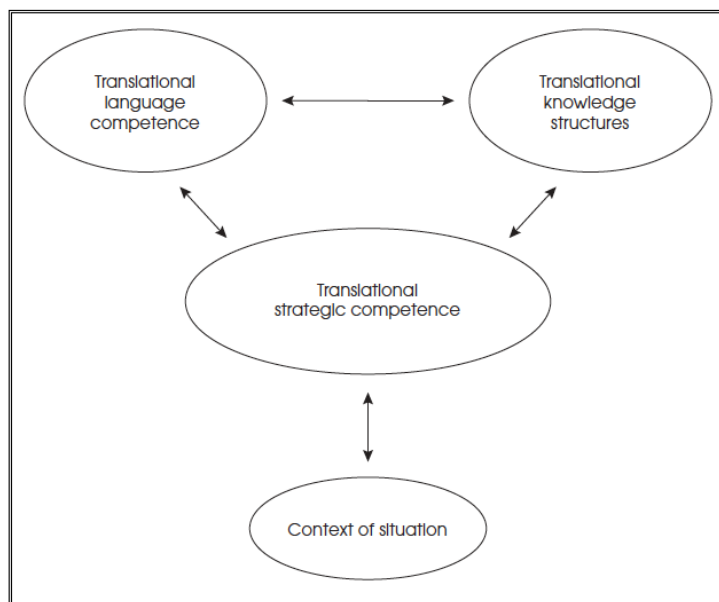 Translational
language
competence
Translational
knowledge
structures
Translational
strategic competence
Context of situation